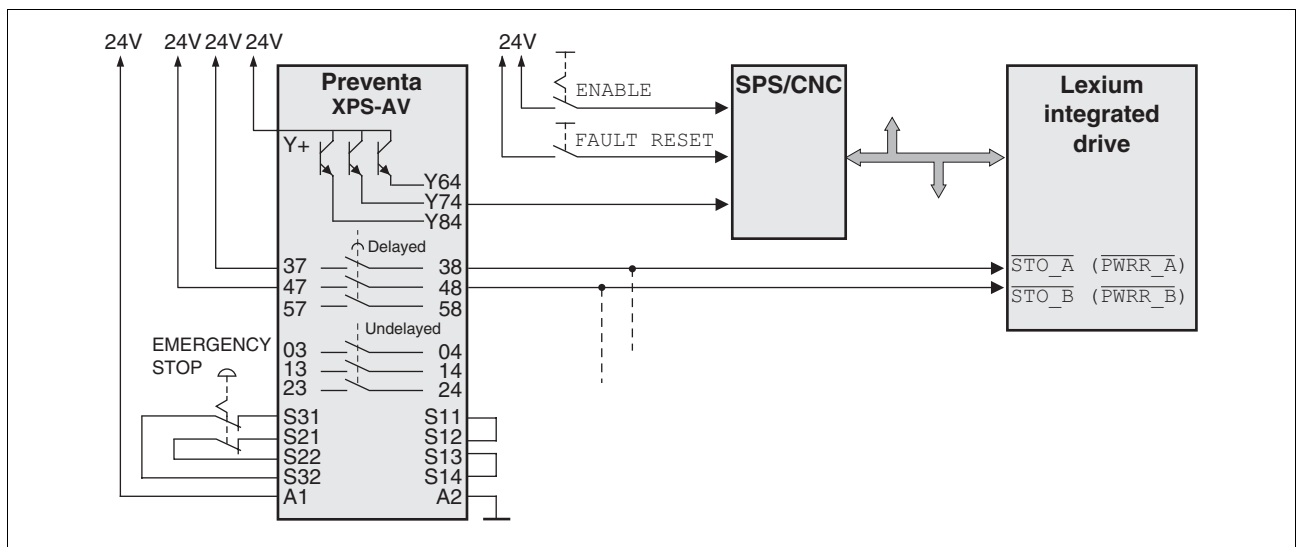 24V 24V 24V 24V 24V
Preventa
XPS-AV
Y+
Y64
Y74
Y84
Delayed
37 38
47 48
57 58
Undelayed
03 04
13 14
23 24
EMERGENCY
STOP
S31 S11
S21 S12
S22 S13
S32 S14
A1 A2
ENABLE
FAULT RESET
SPS/CNC
Lexium
integrated
drive
STO_A (PWRR_A)
STO_B (PWRR_B)